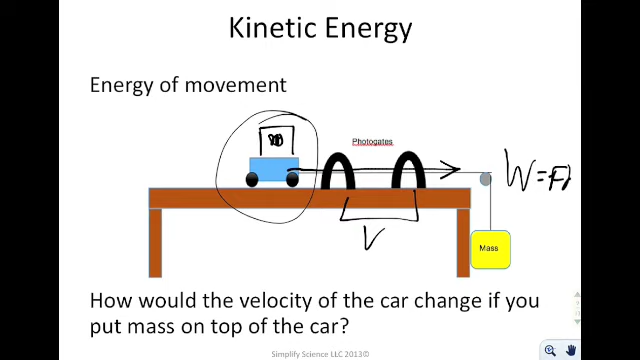 Kinetic Energy
Energy of movement
Photogates
W=F
V
Mass
How would the velocity of the car change if you
put mass on top of the car?
Simplify Science LLC 2013©